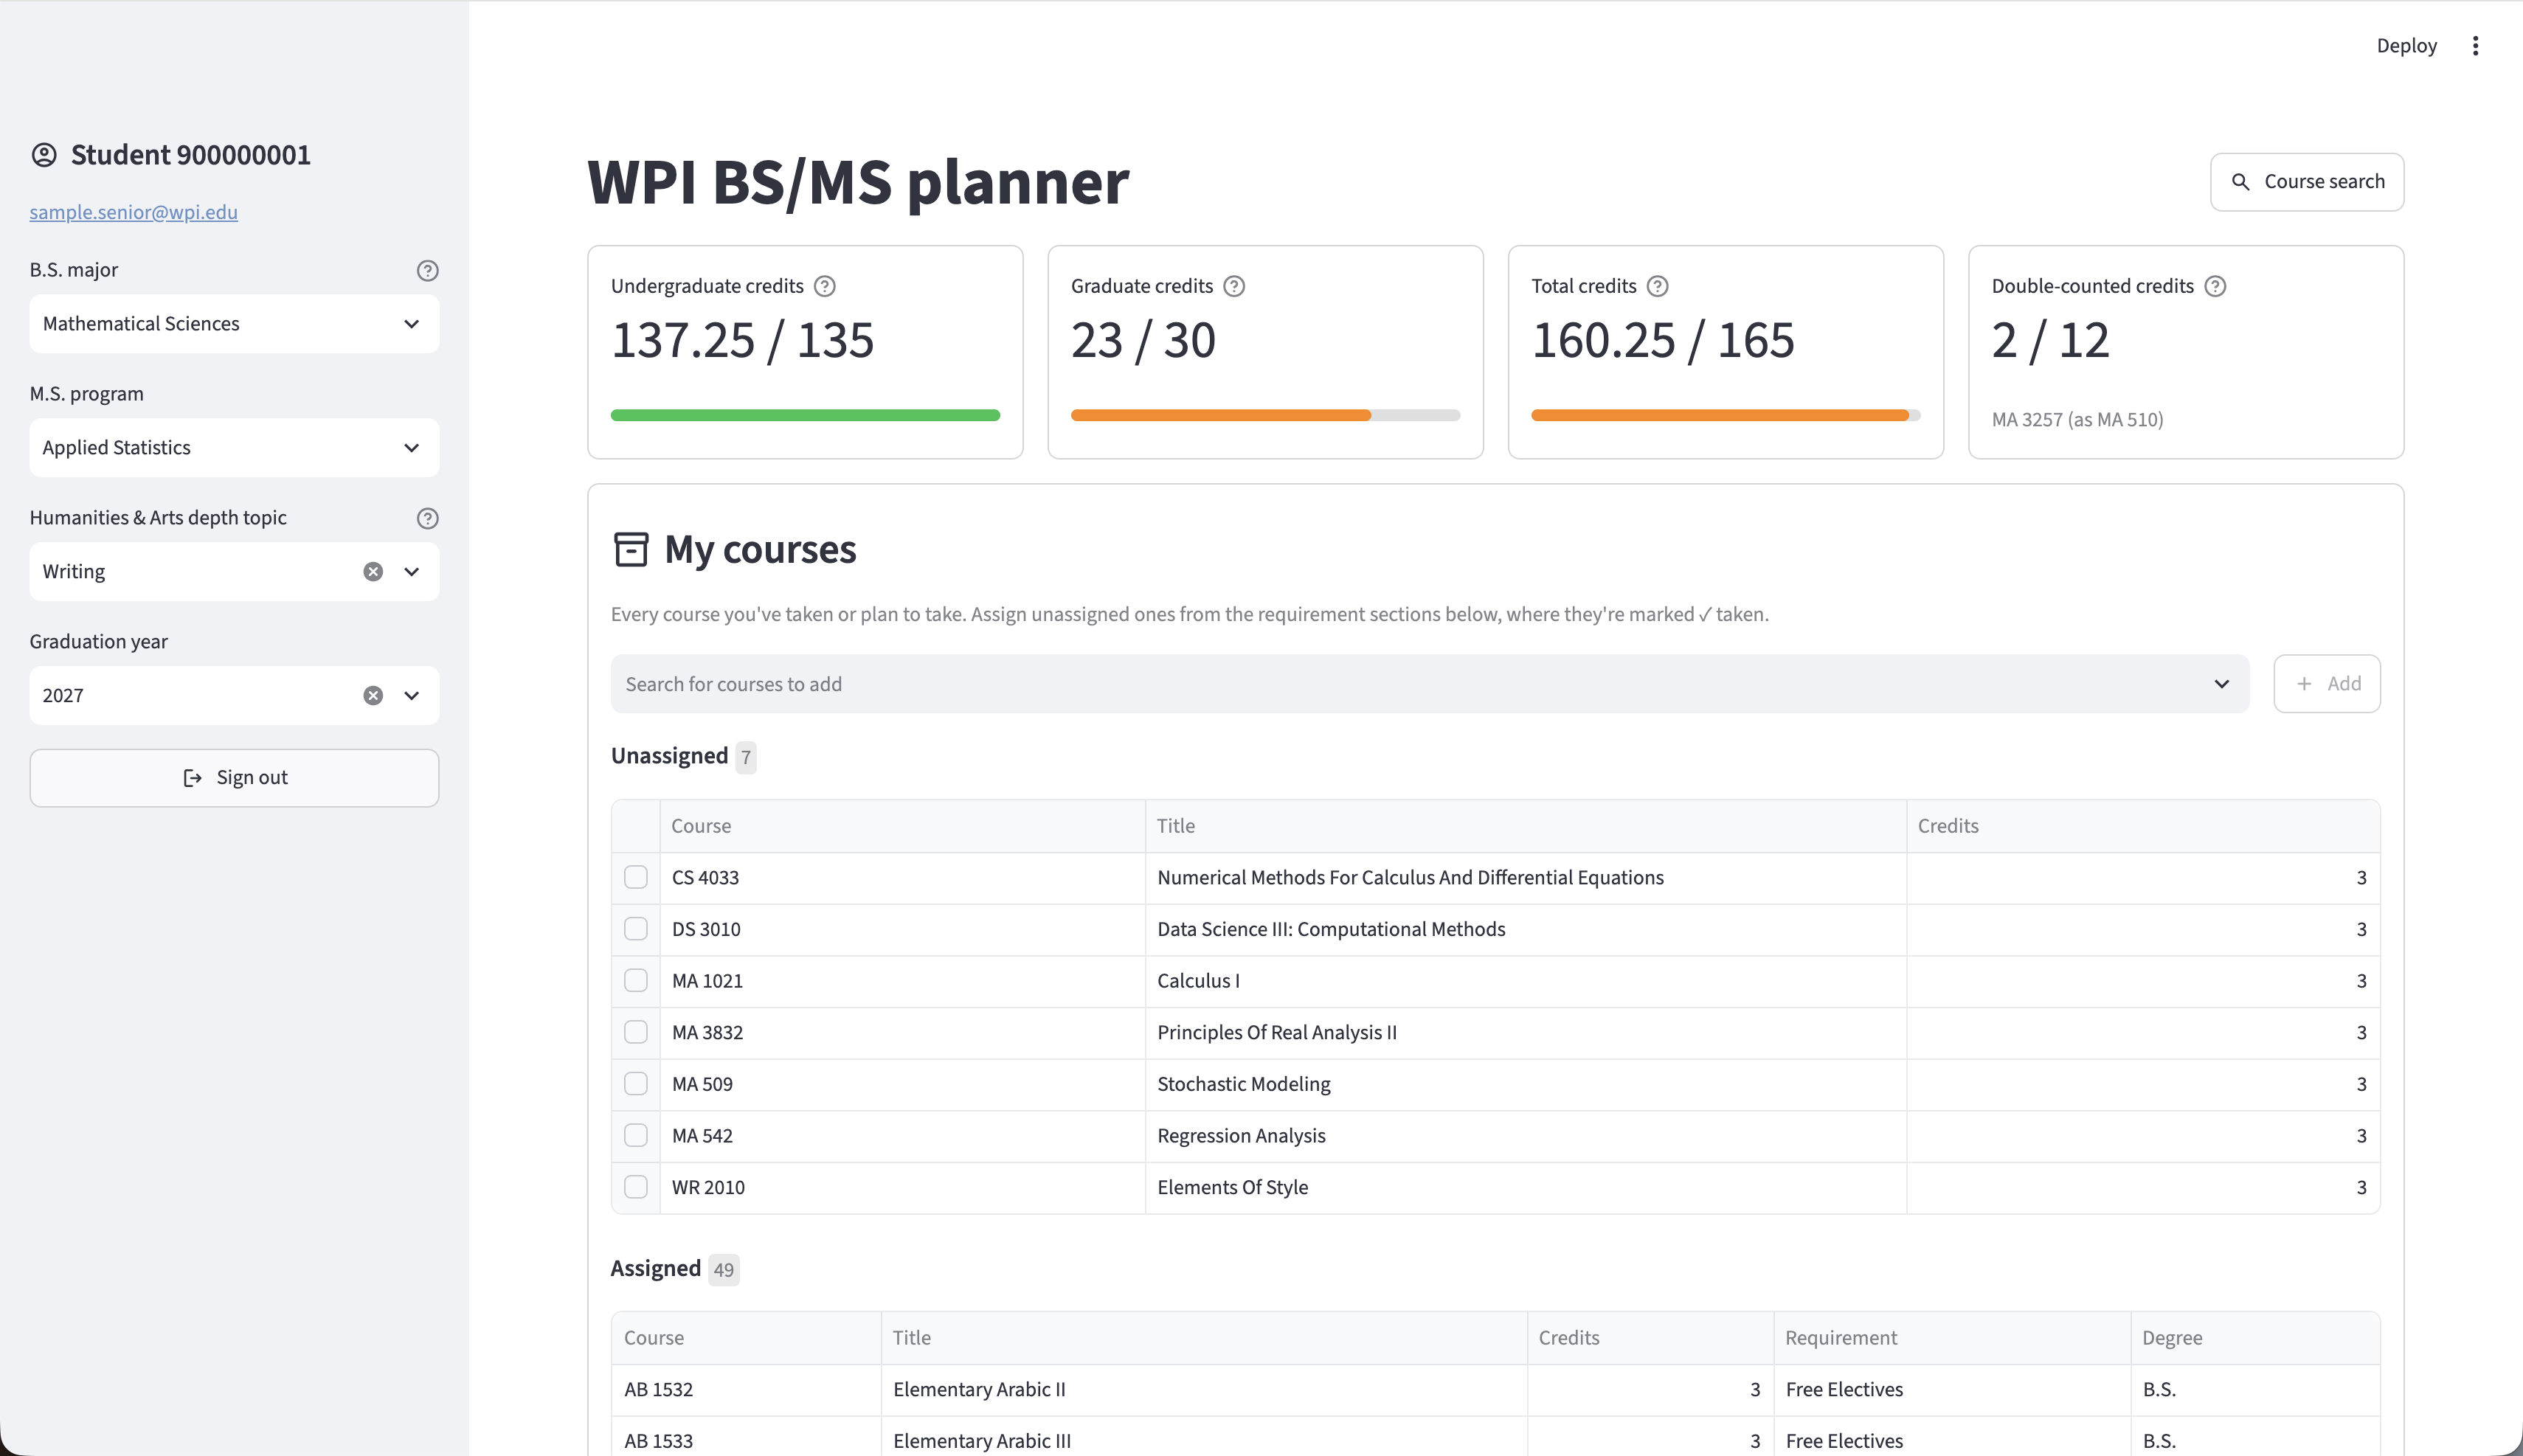 Deploy
Student 900000001
sample.senior@wpi.edu
B.S. major
Mathematical Sciences
M.S. program
Applied Statistics
Humanities & Arts depth topic
Writing
Graduation year
2027
Sign out
WPI BS/MS planner
Course search
Undergraduate credits
137.25 / 135
Graduate credits
23 / 30
Total credits
160.25 / 165
Double-counted credits
2 / 12
MA 3257 (as MA 510)
My courses
Every course you've taken or plan to take. Assign unassigned ones from the requirement sections below, where they're marked ✓ taken.
Search for courses to add
+ Add
Unassigned 7
Course Title Credits
CS 4033 Numerical Methods For Calculus And Differential Equations 3
DS 3010 Data Science III: Computational Methods 3
MA 1021 Calculus I 3
MA 3832 Principles Of Real Analysis II 3
MA 509 Stochastic Modeling 3
MA 542 Regression Analysis 3
WR 2010 Elements Of Style 3
Assigned 49
Course Title Credits Requirement Degree
AB 1532 Elementary Arabic II 3 Free Electives B.S.
AB 1533 Elementary Arabic III 3 Free Electives B.S.